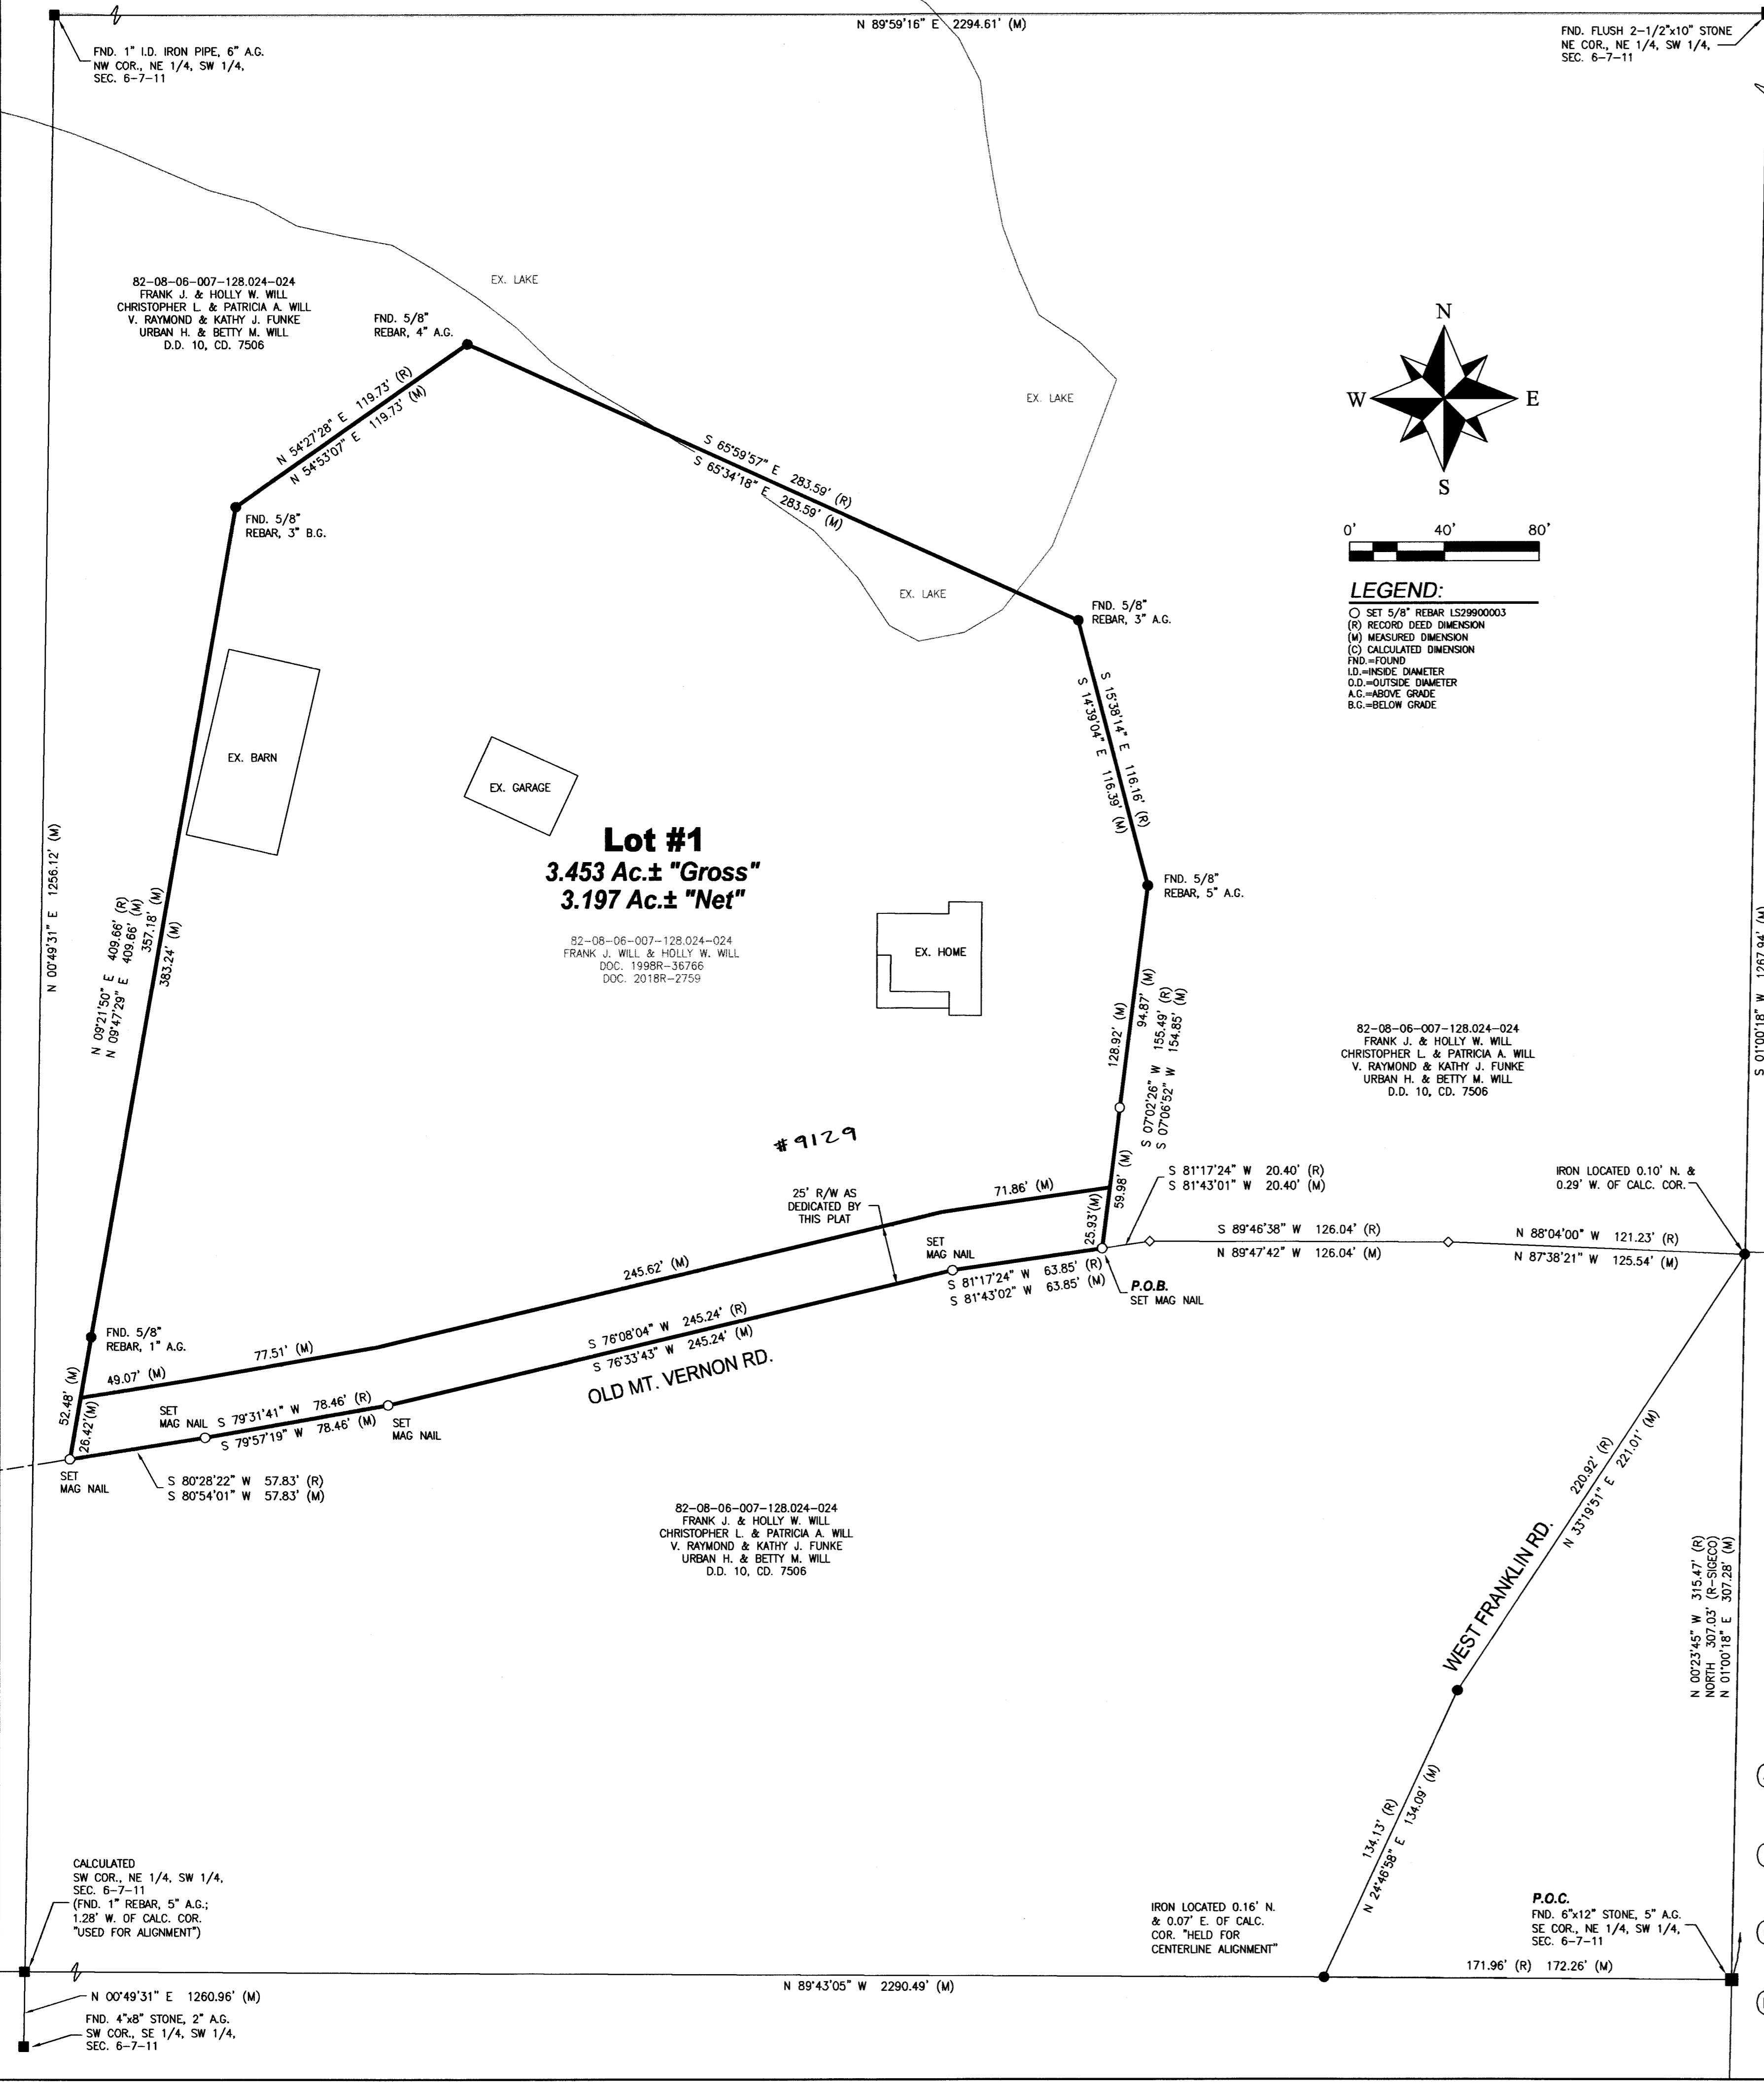 N 89°59'16" E 2294.61' (M)
FND. 1" I.D. IRON PIPE, 6" A.G.
NW COR., NE 1/4, SW 1/4,
SEC. 6-7-11
FND. FLUSH 2-1/2"x10" STONE
NE COR., NE 1/4, SW 1/4,
SEC. 6-7-11
82-08-06-007-128.024-024
FRANK J. & HOLLY W. WILL
CHRISTOPHER L. & PATRICIA A. WILL
V. RAYMOND & KATHY J. FUNKE
URBAN H. & BETTY M. WILL
D.D. 10, CD. 7506
EX. LAKE
FND. 5/8"
REBAR, 4" A.G.
N 54°27'28" E 119.73' (R)
N 54°53'07" E 119.73' (M)
FND. 5/8"
REBAR, 3" B.G.
S 65°59'57" E 283.59' (R)
S 65°34'18" E 283.59' (M)
EX. LAKE
EX. LAKE
N
W
E
S
0' 40' 80'
LEGEND:
SET 5/8" REBAR LS29900003
(R) RECORD DEED DIMENSION
(M) MEASURED DIMENSION
(C) CALCULATED DIMENSION
FND.=FOUND
I.D.=INSIDE DIAMETER
O.D.=OUTSIDE DIAMETER
A.G.=ABOVE GRADE
B.G.=BELOW GRADE
FND. 5/8"
REBAR, 3" A.G.
S 15°38'14" E 116.16' (R)
S 14°39'04" E 116.39' (M)
EX. BARN
EX. GARAGE
Lot #1
3.453 Ac.± "Gross"
3.197 Ac.± "Net"
82-08-06-007-128.024-024
FRANK J. WILL & HOLLY W. WILL
DOC. 1998R-36766
DOC. 2018R-2759
FND. 5/8"
REBAR, 5" A.G.
EX. HOME
N 00°49'31" E 1256.12' (M)
N 09°21'50" E 409.66' (R)
N 09°47'29" E 409.66' (M)
357.18' (M)
383.24' (M)
128.92' (M)
94.87' (M)
S 07°02'26" W 155.49' (R)
S 07°06'52" W 154.85' (M)
S 01°00'18" W 1267.94' (M)
82-08-06-007-128.024-024
FRANK J. & HOLLY W. WILL
CHRISTOPHER L. & PATRICIA A. WILL
V. RAYMOND & KATHY J. FUNKE
URBAN H. & BETTY M. WILL
D.D. 10, CD. 7506
#9129
25' R/W AS
DEDICATED BY
THIS PLAT
71.86' (M)
59.98' (M)
25.93'(M)
S 81°17'24" W 20.40' (R)
S 81°43'01" W 20.40' (M)
IRON LOCATED 0.10' N. &
0.29' W. OF CALC. COR.
S 89°46'38" W 126.04' (R)
N 89°47'42" W 126.04' (M)
N 88°04'00" W 121.23' (R)
N 87°38'21" W 125.54' (M)
SET
MAG NAIL
S 81°17'24" W 63.85' (R)
S 81°43'02" W 63.85' (M)
P.O.B.
SET MAG NAIL
245.62' (M)
S 76°08'04" W 245.24' (R)
S 76°33'43" W 245.24' (M)
OLD MT. VERNON RD.
FND. 5/8"
REBAR, 1" A.G.
77.51' (M)
49.07' (M)
52.48' (M)
26.42'(M)
SET
MAG NAIL
S 79°31'41" W 78.46' (R)
S 79°57'19" W 78.46' (M)
SET
MAG NAIL
SET
MAG NAIL
S 80°28'22" W 57.83' (R)
S 80°54'01" W 57.83' (M)
82-08-06-007-128.024-024
FRANK J. & HOLLY W. WILL
CHRISTOPHER L. & PATRICIA A. WILL
V. RAYMOND & KATHY J. FUNKE
URBAN H. & BETTY M. WILL
D.D. 10, CD. 7506
220.92' (R)
N 33°19'51" E 221.01' (M)
WEST FRANKLIN RD.
N 00°23'45" W 315.47' (R)
NORTH 307.03' (R-SIGECO)
N 01°00'18" E 307.28' (M)
134.13' (R)
N 24°46'58" E 134.09' (M)
CALCULATED
SW COR., NE 1/4, SW 1/4,
SEC. 6-7-11
(FND. 1" REBAR, 5" A.G.;
1.28' W. OF CALC. COR.
"USED FOR ALIGNMENT")
IRON LOCATED 0.16' N.
& 0.07' E. OF CALC.
COR. "HELD FOR
CENTERLINE ALIGNMENT"
P.O.C.
FND. 6"x12" STONE, 5" A.G.
SE COR., NE 1/4, SW 1/4,
SEC. 6-7-11
171.96' (R) 172.26' (M)
N 89°43'05" W 2290.49' (M)
N 00°49'31" E 1260.96' (M)
FND. 4"x8" STONE, 2" A.G.
SW COR., SE 1/4, SW 1/4,
SEC. 6-7-11